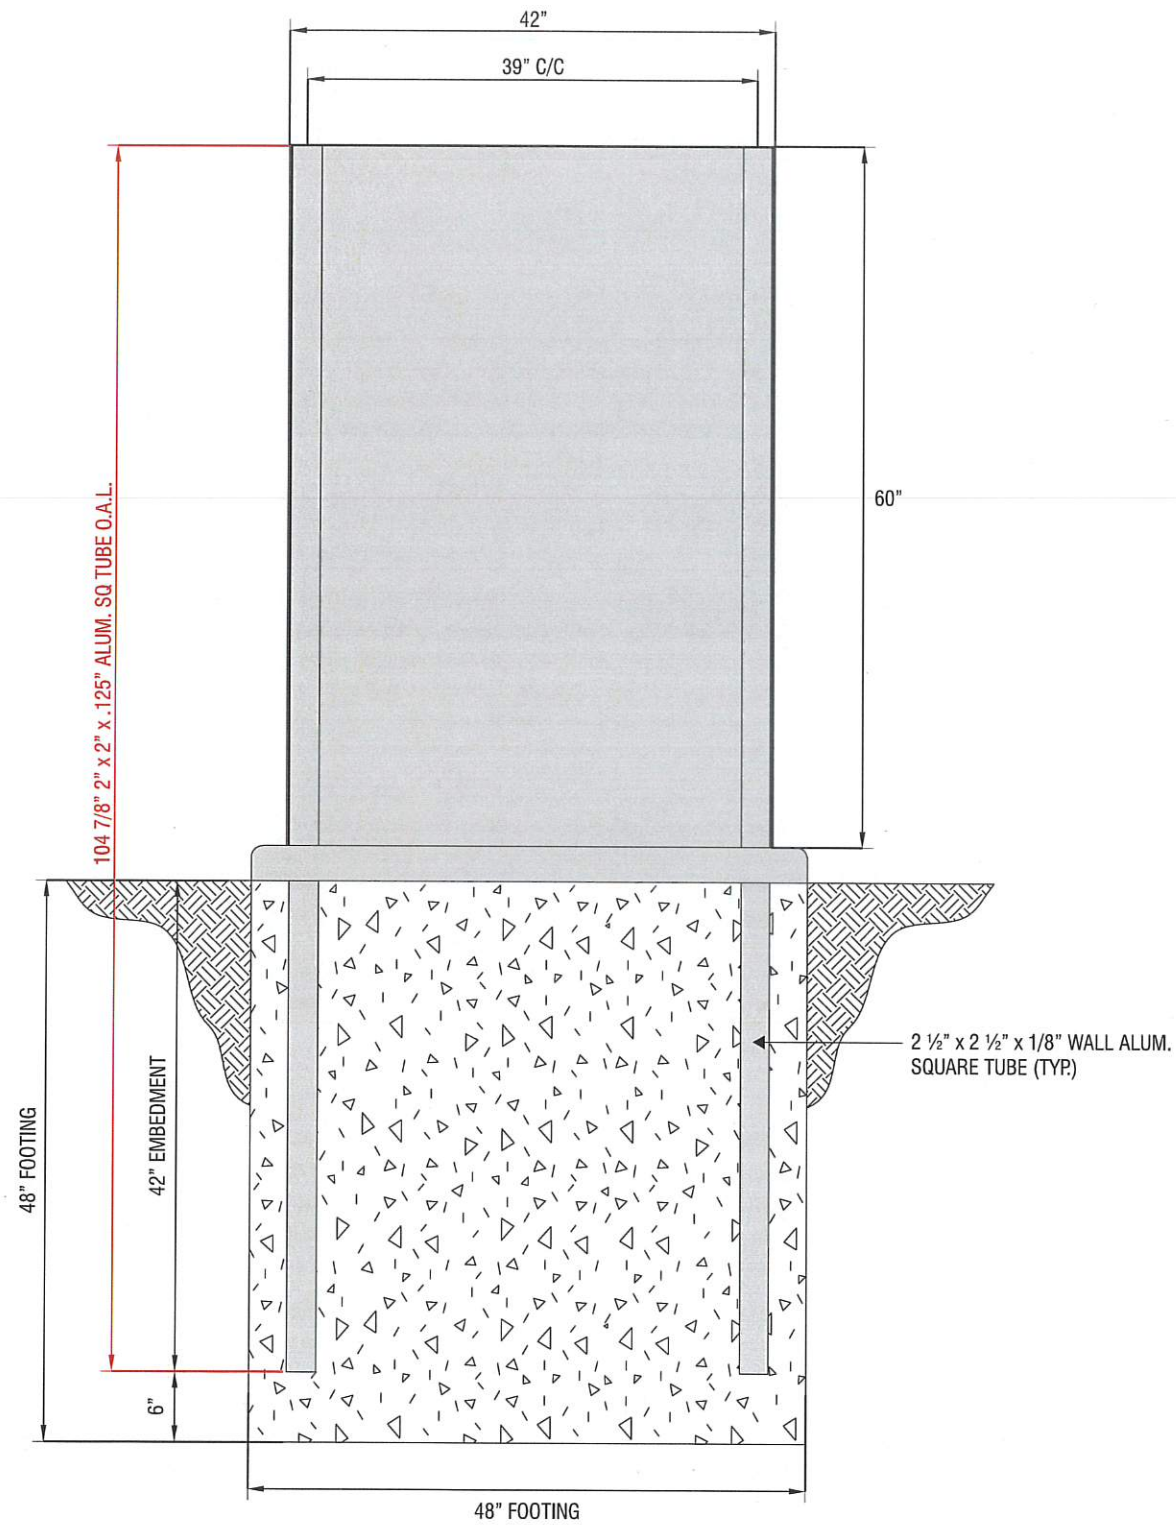 42”
39” C/C
60”
104 7/8” 2” x 2” x .125” ALUM. SQ TUBE O.A.L.
2 ½” x 2 ½” x 1/8” WALL ALUM.
SQUARE TUBE (TYP.)
42” EMBEDMENT
48” FOOTING
6”
48” FOOTING